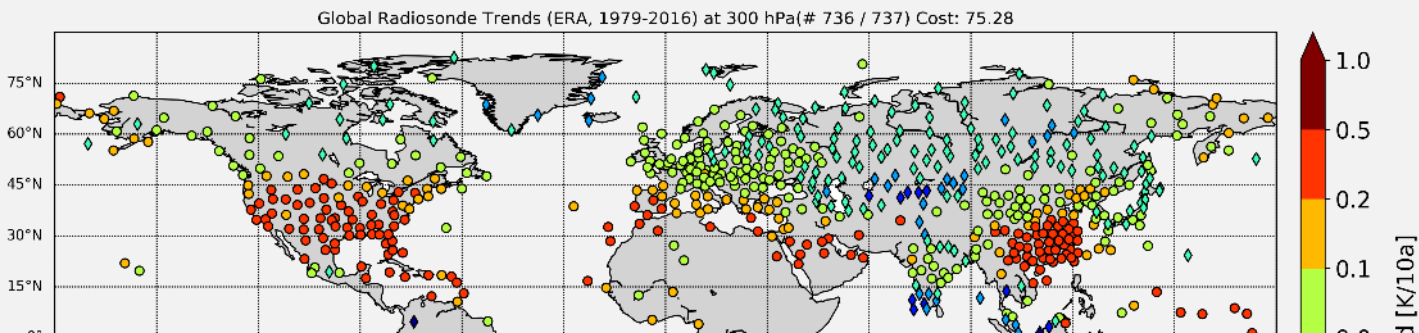 Global Radiosonde Trends (ERA, 1979-2016) at 300 hPa(# 736 / 737) Cost: 75.28
75°N
60°N
45°N
30°N
15°N
1.0
0.5
0.2
0.1
[K/10a]